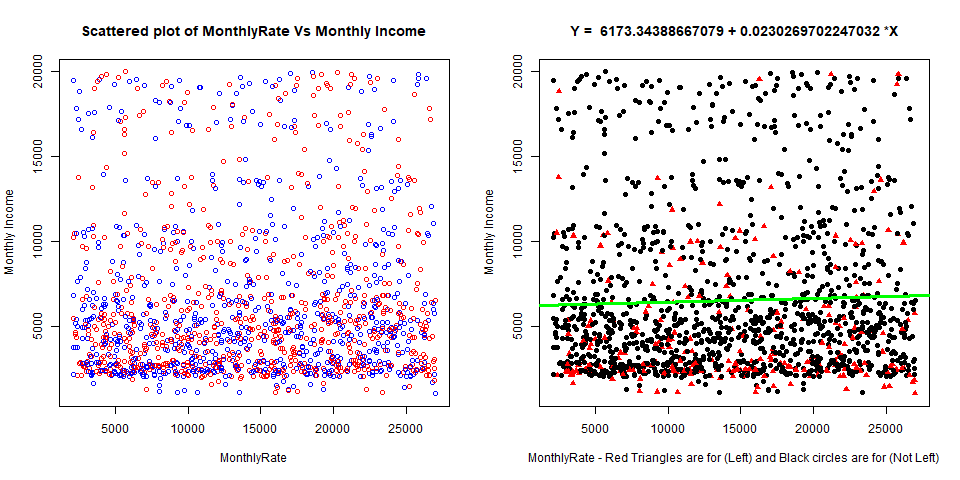 Scattered plot of MonthlyRate Vs Monthly Income
Monthly Income
20000
15000
10000
5000
5000 10000 15000 20000 25000
MonthlyRate
Y = 6173.34388667079 + 0.0230269702247032 *X
Monthly Income
20000
15000
10000
5000
5000 10000 15000 20000 25000
MonthlyRate - Red Triangles are for (Left) and Black circles are for (Not Left)